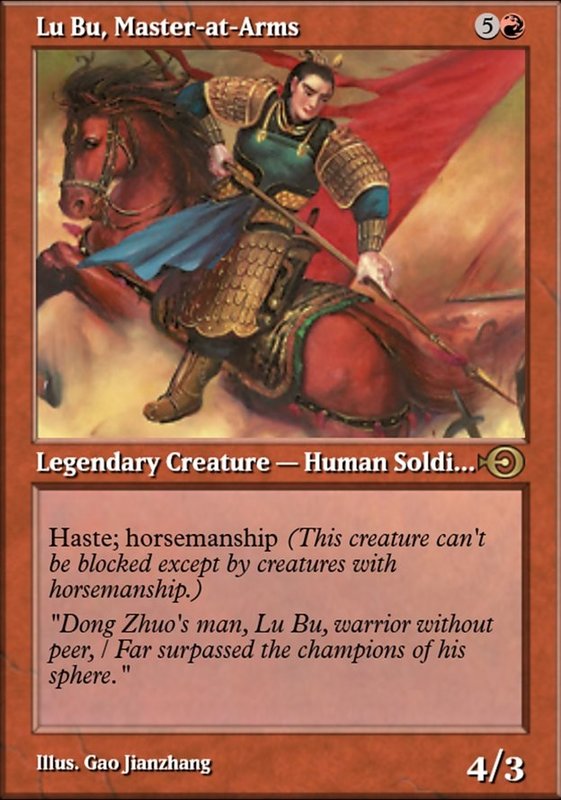 Lu Bu, Master-at-Arms 5
Legendary Creature — Human Soldi...
Haste; horsemanship (This creature can't
be blocked except by creatures with
horsemanship.)
"Dong Zhuo's man, Lu Bu, warrior without
peer, / Far surpassed the champions of his
sphere."
Illus. Gao Jianzhang
4/3